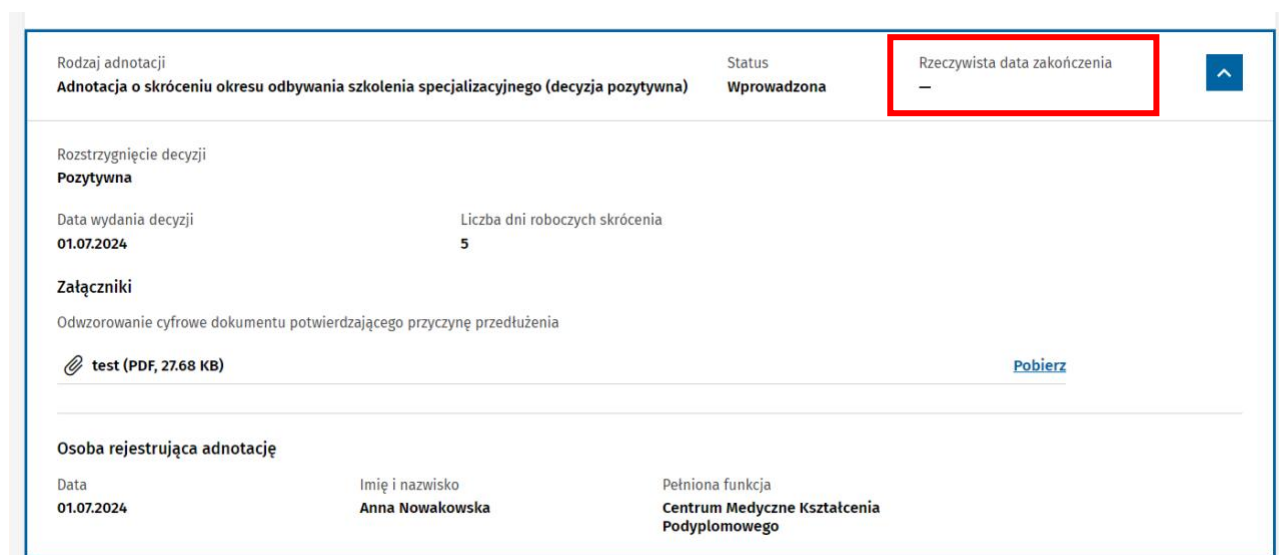 Rodzaj adnotacji
Adnotacja o skróceniu okresu odbywania szkolenia specjalizacyjnego (decyzja pozytywna)
Status
Wprowadzona
Rzeczywista data zakończenia
—
Rozstrzygnięcie decyzji
Pozytywna
Data wydania decyzji
01.07.2024
Liczba dni roboczych skrócenia
5
Załączniki
Odwzorowanie cyfrowe dokumentu potwierdzającego przyczynę przedłużenia
test (PDF, 27.68 KB)
Pobierz
Osoba rejestrująca adnotację
Data
01.07.2024
Imię i nazwisko
Anna Nowakowska
Pełniona funkcja
Centrum Medyczne Kształcenia
Podyplomowego